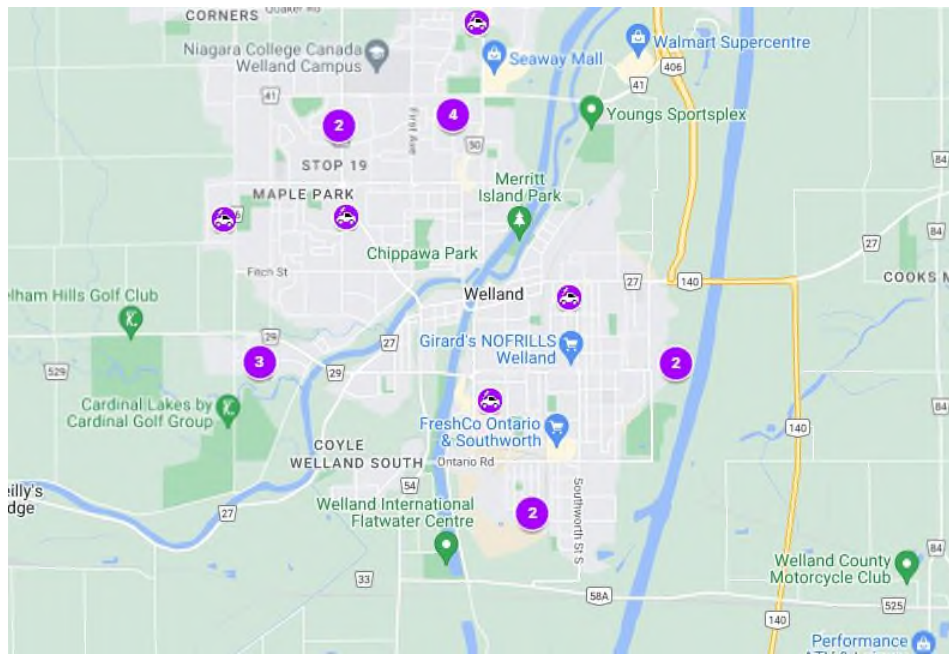 CORNERS
Quaker Rd
Niagara College Canada
Welland Campus
Seaway Mall
Walmart Supercentre
406
41
41
2
4
First Ave
50
Youngs Sportsplex
STOP 19
84
Merritt
Island Park
MAPLE PARK
Chippawa Park
84
27
Fitch St
27
140
COOKS M
Welland
elham Hills Golf Club
29
27
Girard's NOFRILLS
Welland
3
2
529
29
84
Cardinal Lakes by
Cardinal Golf Group
FreshCo Ontario
& Southworth
140
COYLE
WELLAND SOUTH
Ontario Rd
eilly's
dge
54
27
Welland International
Flatwater Centre
2
Southworth St S
84
Welland County
Motorcycle Club
33
58A
525
140
Performance